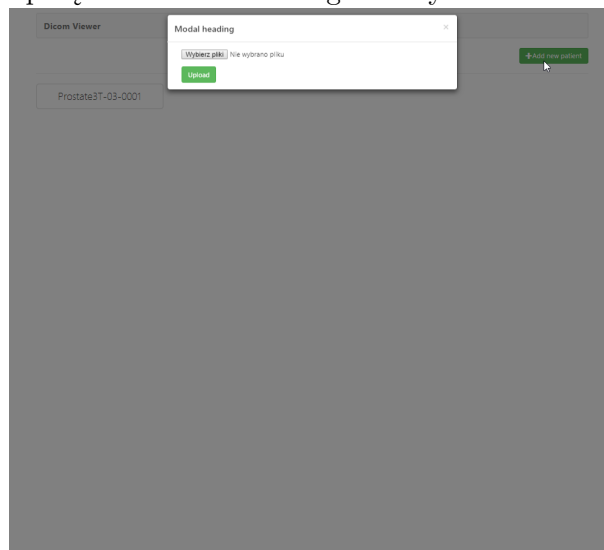 Dicom Viewer
Modal heading
×
Wybierz pliki Nie wybrano pliku
Upload
+Add new patient
Prostate3T-03-0001